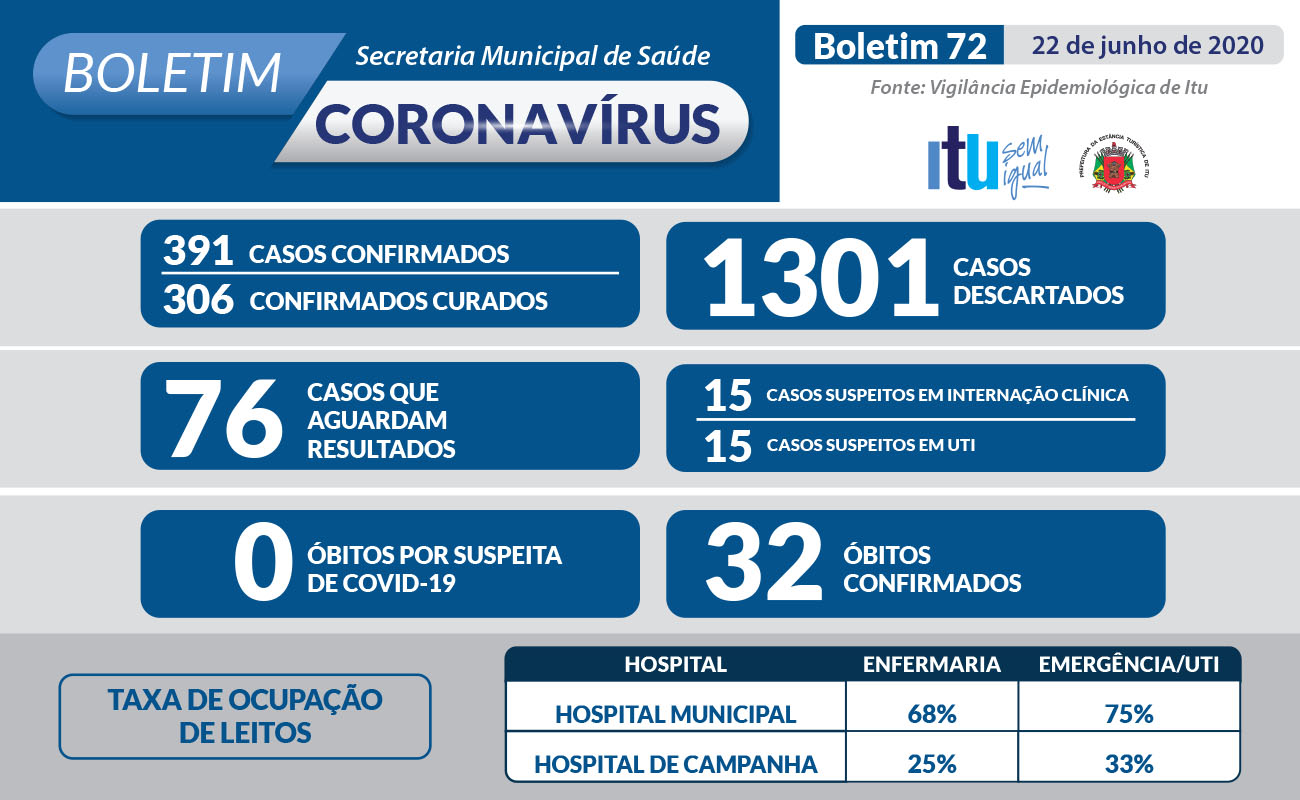 BOLETIM
Secretaria Municipal de Saúde
CORONAVÍRUS
Boletim 72
22 de junho de 2020
Fonte: Vigilância Epidemiológica de Itu
itu
sem
igual
PREFEITURA DA ESTÂNCIA TURÍSTICA DE ITU
391 CASOS CONFIRMADOS
306 CONFIRMADOS CURADOS
1301 CASOS
DESCARTADOS
76 CASOS QUE
AGUARDAM
RESULTADOS
15 CASOS SUSPEITOS EM INTERNAÇÃO CLÍNICA
15 CASOS SUSPEITOS EM UTI
0 ÓBITOS POR SUSPEITA
DE COVID-19
32 ÓBITOS
CONFIRMADOS
TAXA DE OCUPAÇÃO
DE LEITOS
HOSPITAL ENFERMARIA EMERGÊNCIA/UTI
HOSPITAL MUNICIPAL 68% 75%
HOSPITAL DE CAMPANHA 25% 33%